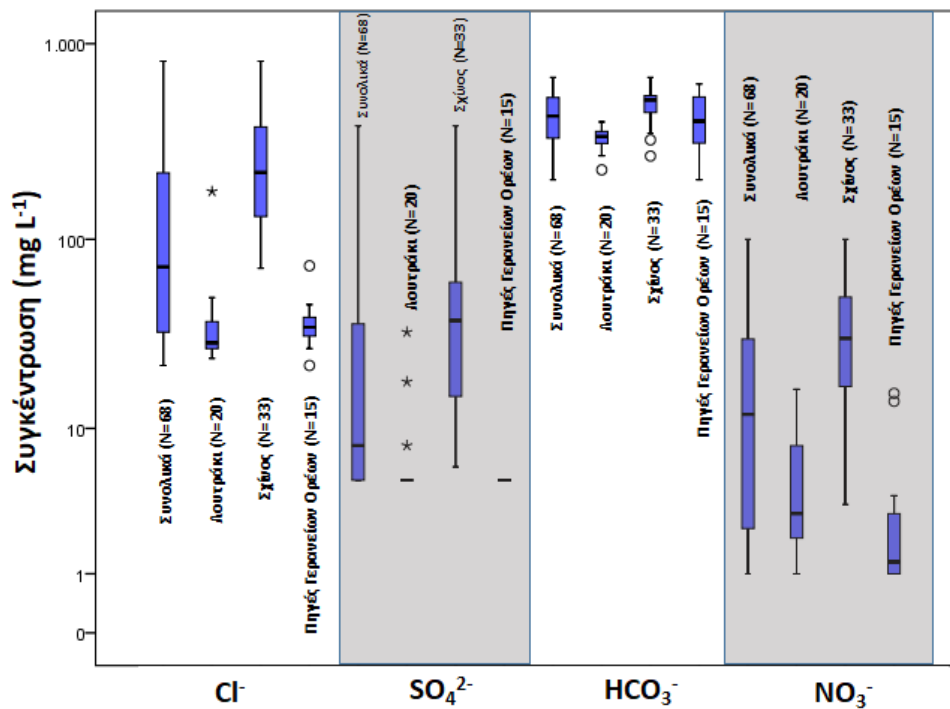 Συγκέντρωση (mg L-1)
1.000
100
10
1
0
Συνολικά (N=68)
Λουτράκι (N=20)
Σχίνος (N=33)
Πηγές Γερανείων Ορέων (N=15)
Συνολικά (N=68)
Λουτράκι (N=20)
Σχίνος (N=33)
Πηγές Γερανείων Ορέων (N=15)
Συνολικά (N=68)
Λουτράκι (N=20)
Σχίνος (N=33)
Πηγές Γερανείων Ορέων (N=15)
Συνολικά (N=68)
Λουτράκι (N=20)
Σχίνος (N=33)
Πηγές Γερανείων Ορέων (N=15)
Cl-
SO42-
HCO3-
NO3-